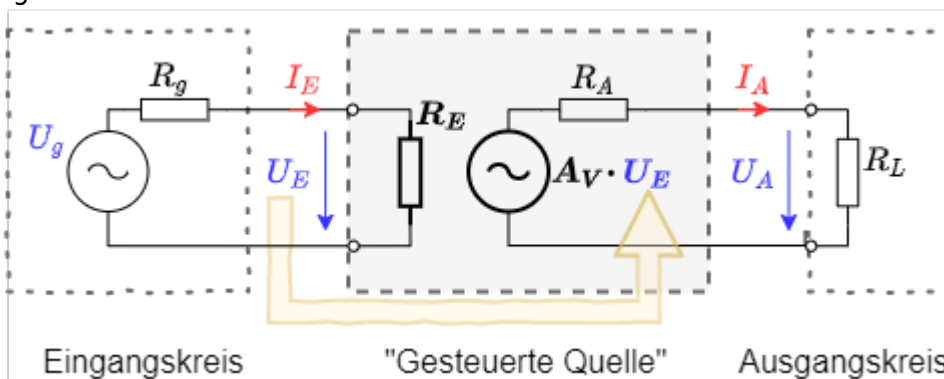 R_g I_E R_E R_A I_A
U_g U_E A_V · U_E U_A R_L
Eingangskreis "Gesteuerte Quelle" Ausgangskreis